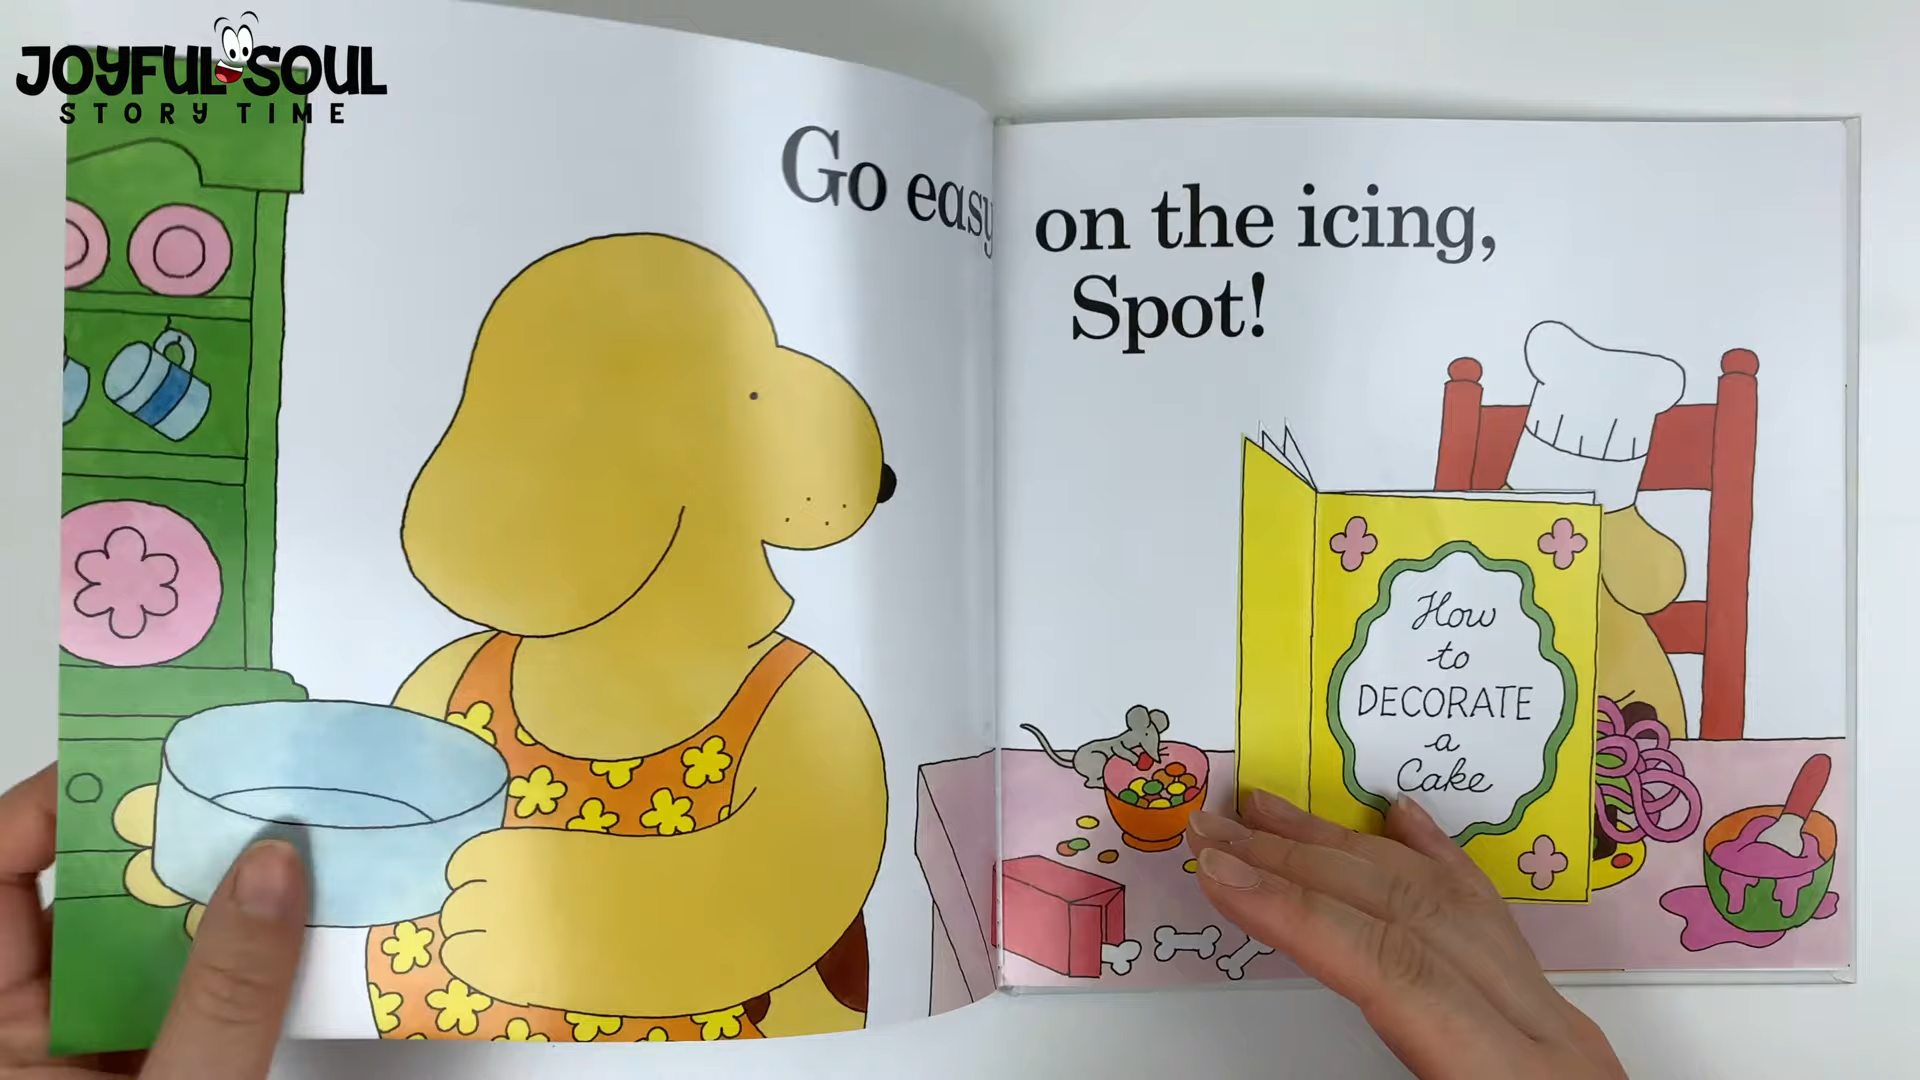 JOYFUL SOUL
STORY TIME
Go easy on the icing,
Spot!
How
to
DECORATE
a
Cake